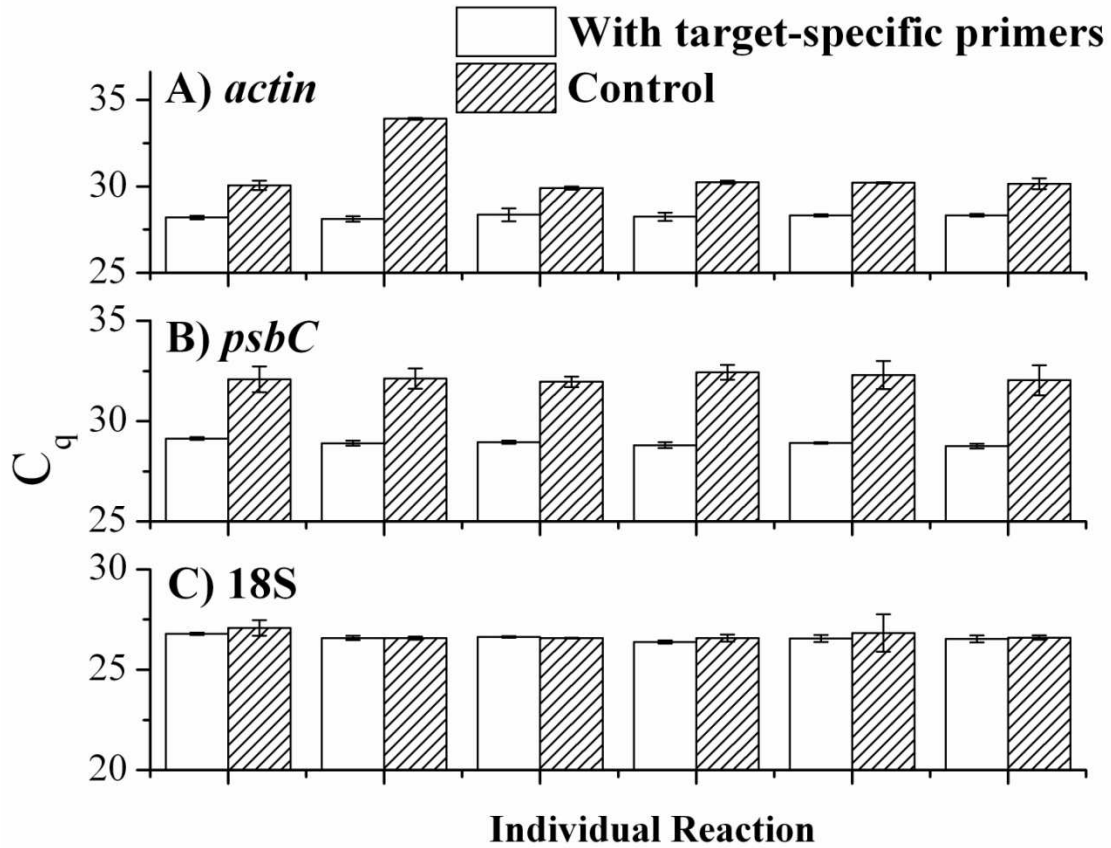 With target-specific primers
Control
A) actin
35
30
25
B) psbC
35
30
25
C) 18S
30
25
20
Cq
Individual Reaction